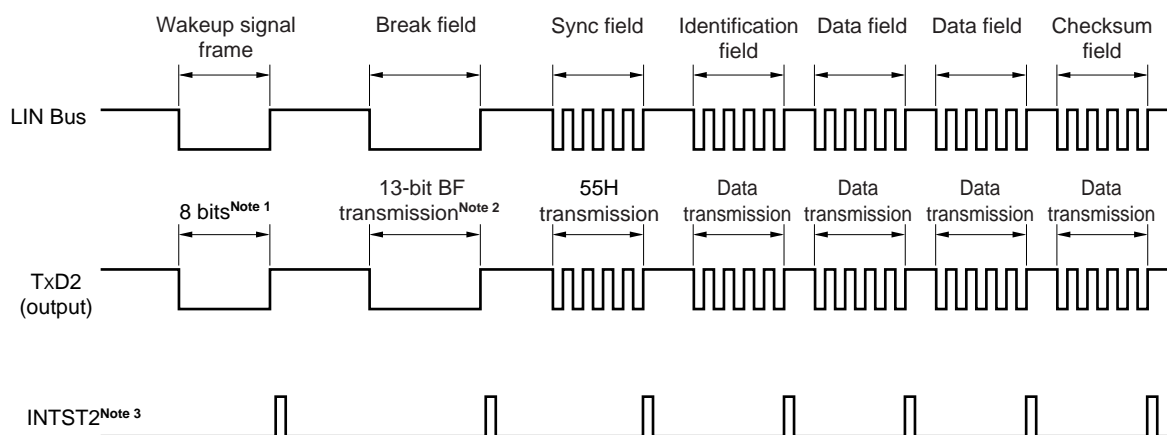 Wakeup signal frame
Break field
Sync field
Identification field
Data field
Data field
Checksum field
LIN Bus
8 bitsNote 1
13-bit BF transmissionNote 2
55H transmission
Data transmission
Data transmission
Data transmission
Data transmission
TxD2 (output)
INTST2Note 3